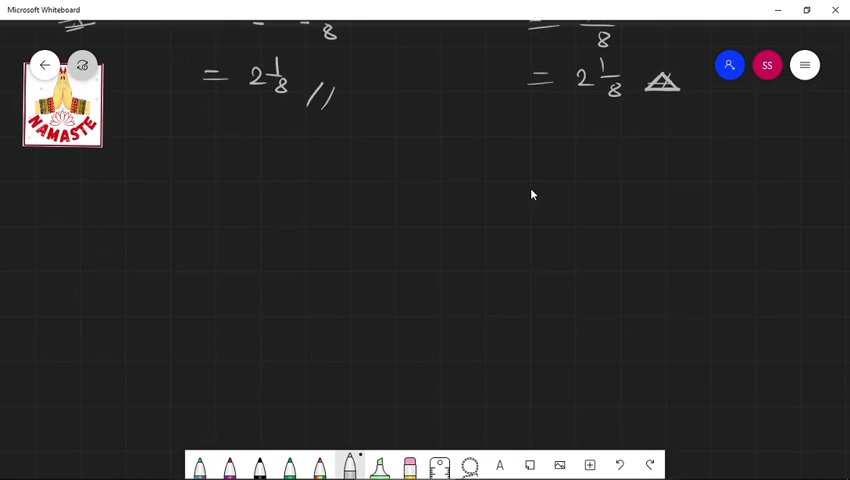 Microsoft Whiteboard
8
8
= 2 1/8 //
= 2 1/8
SS
NAMASTE
A